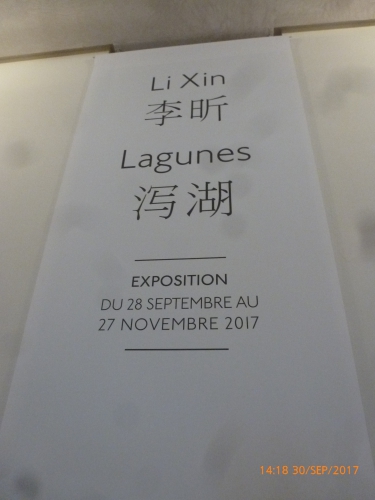 Li Xin
李昕
Lagunes
泻湖
EXPOSITION
DU 28 SEPTEMBRE AU
27 NOVEMBRE 2017
14:18 30/SEP/2017